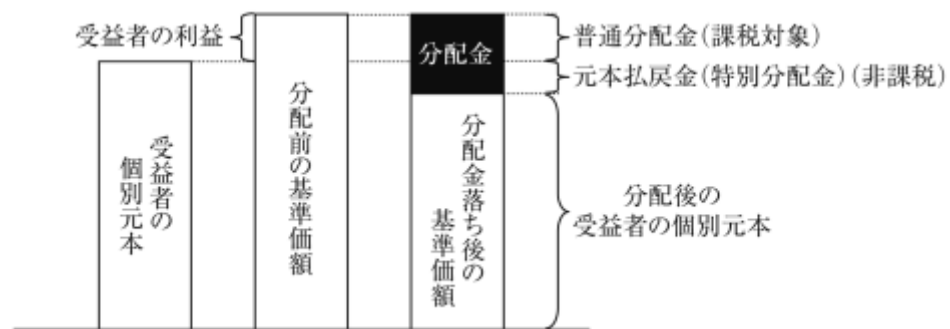 受益者の利益
受益者の
個別元本
分配前の基準価額
分配金
分配金落ち後の
基準価額
普通分配金(課税対象)
元本払戻金(特別分配金)(非課税)
分配後の
受益者の個別元本